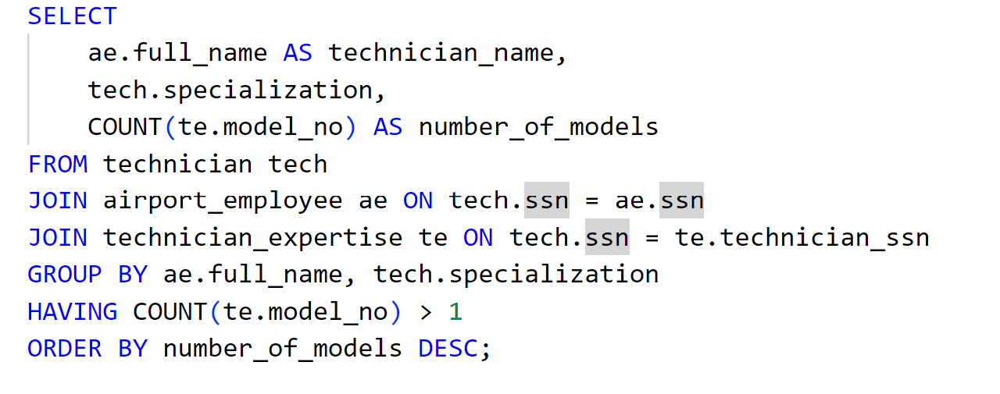 SELECT
    ae.full_name AS technician_name,
    tech.specialization,
    COUNT(te.model_no) AS number_of_models
FROM technician tech
JOIN airport_employee ae ON tech.ssn = ae.ssn
JOIN technician_expertise te ON tech.ssn = te.technician_ssn
GROUP BY ae.full_name, tech.specialization
HAVING COUNT(te.model_no) > 1
ORDER BY number_of_models DESC;